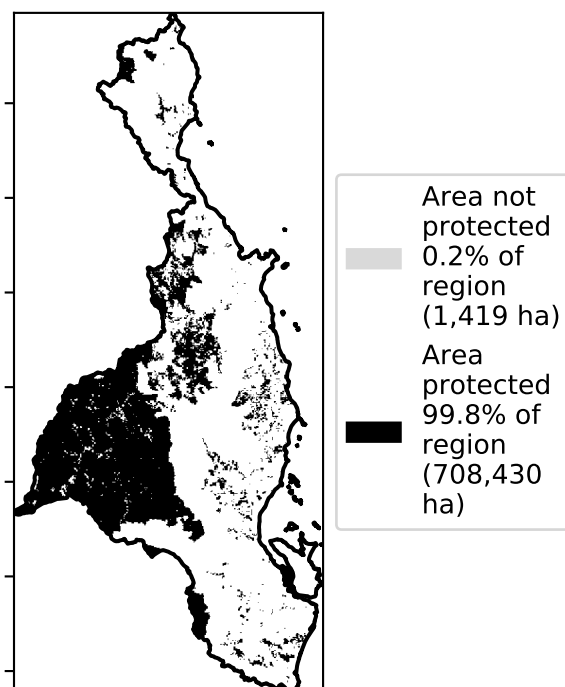 Area not
protected
0.2% of
region
(1,419 ha)
Area
protected
99.8% of
region
(708,430
ha)